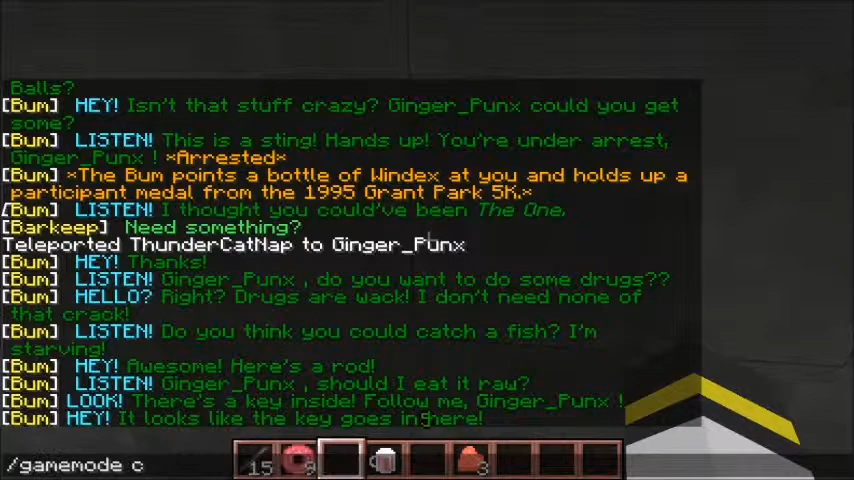 Balls?
[Bum] HEY! Isn't that stuff crazy? Ginger_Punx could you get
some?
[Bum] LISTEN! This is a sting! Hands up! You're under arrest,
Ginger_Punx ! *Arrested*
[Bum] *The Bum points a bottle of Windex at you and holds up a
participant medal from the 1995 Grant Park 5K.*
[Bum] LISTEN! I thought you could've been The One.
[Barkeep] Need something?
Teleported ThunderCatNap to Ginger_Punx
[Bum] HEY! Thanks!
[Bum] LISTEN! Ginger_Punx , do you want to do some drugs??
[Bum] HELLO? Right? Drugs are wack! I don't need none of
that crack!
[Bum] LISTEN! Do you think you could catch a fish? I'm
starving!
[Bum] HEY! Awesome! Here's a rod!
[Bum] LISTEN! Ginger_Punx , should I eat it raw?
[Bum] LOOK! There's a key inside! Follow me, Ginger_Punx !
[Bum] HEY! It looks like the key goes in here!
5
15
3
/gamemode c